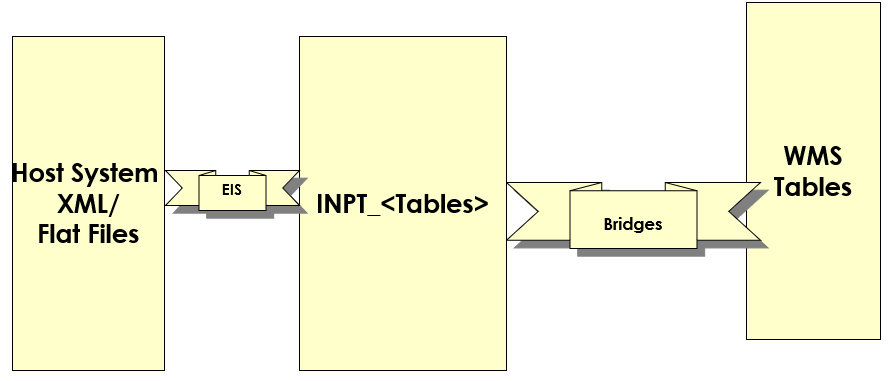 Host System
XML/
Flat Files
EIS
INPT_<Tables>
Bridges
WMS
Tables